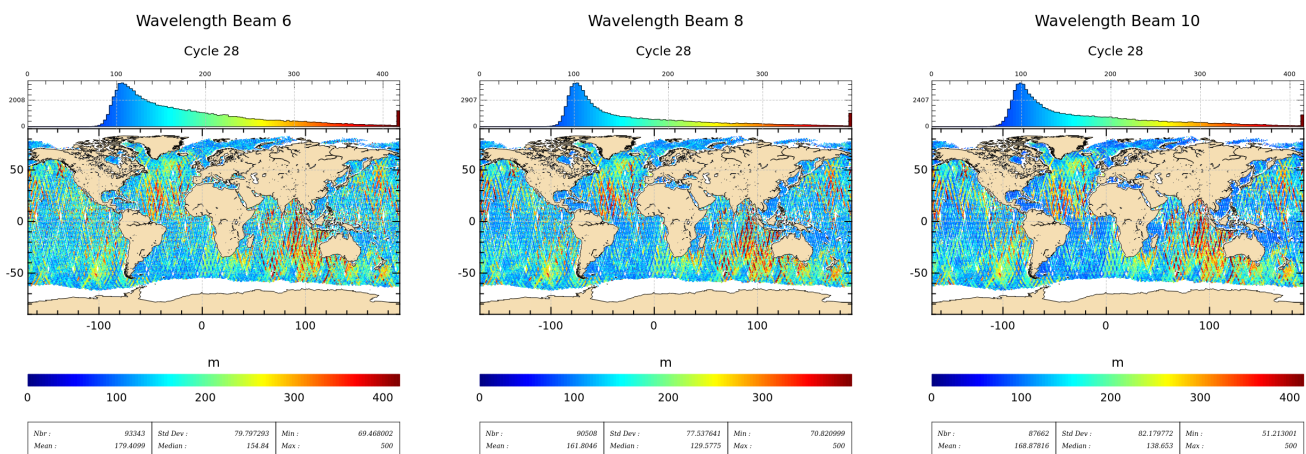 Wavelength Beam 6
Cycle 28
0 100 200 300 400
2008
0
50
0
-50
-100 0 100
m
0 100 200 300 400
Nbr : 93343 Std Dev : 79.797293 Min : 69.468002
Mean : 179.4099 Median : 154.84 Max : 500
Wavelength Beam 8
Cycle 28
0 100 200 300
2907
0
50
0
-50
-100 0 100
m
0 100 200 300
Nbr : 90508 Std Dev : 77.537641 Min : 70.820999
Mean : 161.8046 Median : 129.5775 Max : 500
Wavelength Beam 10
Cycle 28
0 100 200 300 400
2407
0
50
0
-50
-100 0 100
m
0 100 200 300 400
Nbr : 87662 Std Dev : 82.179772 Min : 51.213001
Mean : 168.87816 Median : 138.653 Max : 500